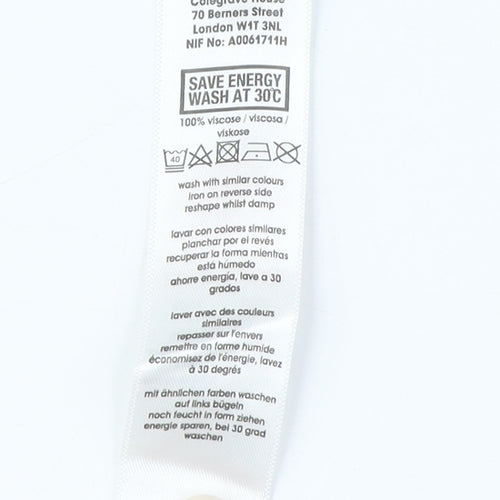 Colegrave House
70 Berners Street
London W1T 3NL
NIF No: A0061711H
SAVE ENERGY
WASH AT 30℃
100% viscose / viscosa /
viskose
40
wash with similar colours
iron on reverse side
reshape whilst damp
lavar con colores similares
planchar por el revés
recuperar la forma mientras
está húmedo
ahorre energía, lave a 30
grados
laver avec des couleurs
similaires
repasser sur l'envers
remettre en forme humide
économisez de l'énergie, lavez
à 30 degrés
mit ähnlichen farben waschen
auf links bügeln
noch feucht in form ziehen
energie sparen, bei 30 grad
waschen